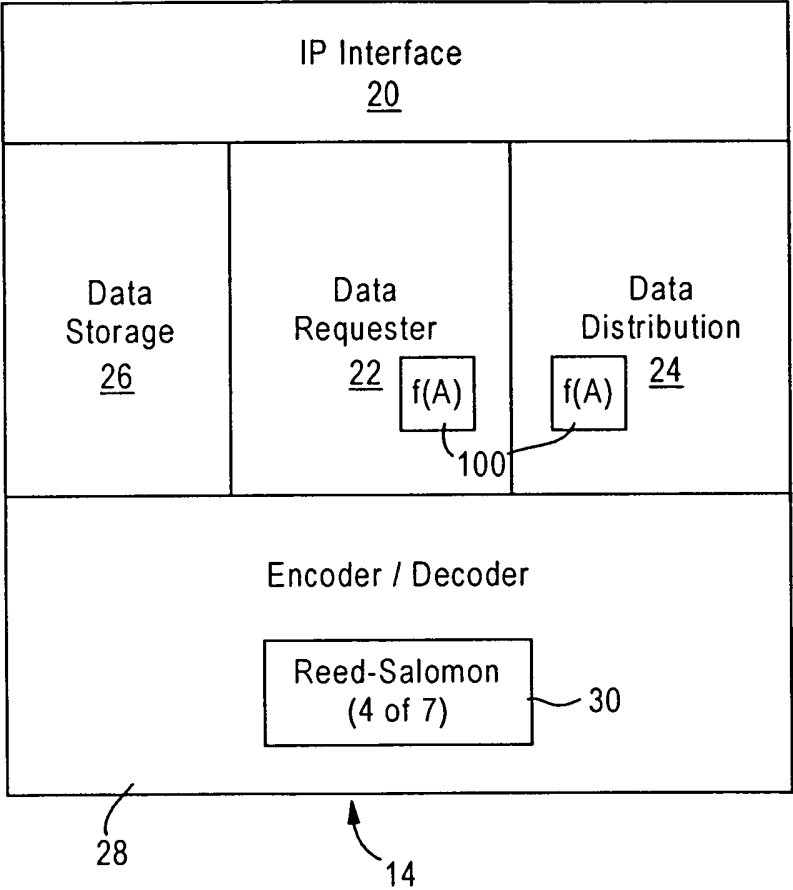 IP Interface
20
Data
Storage
26
Data
Requester
22
f(A)
Data
Distribution
24
f(A)
100
Encoder / Decoder
Reed-Salomon
(4 of 7)
30
28
14